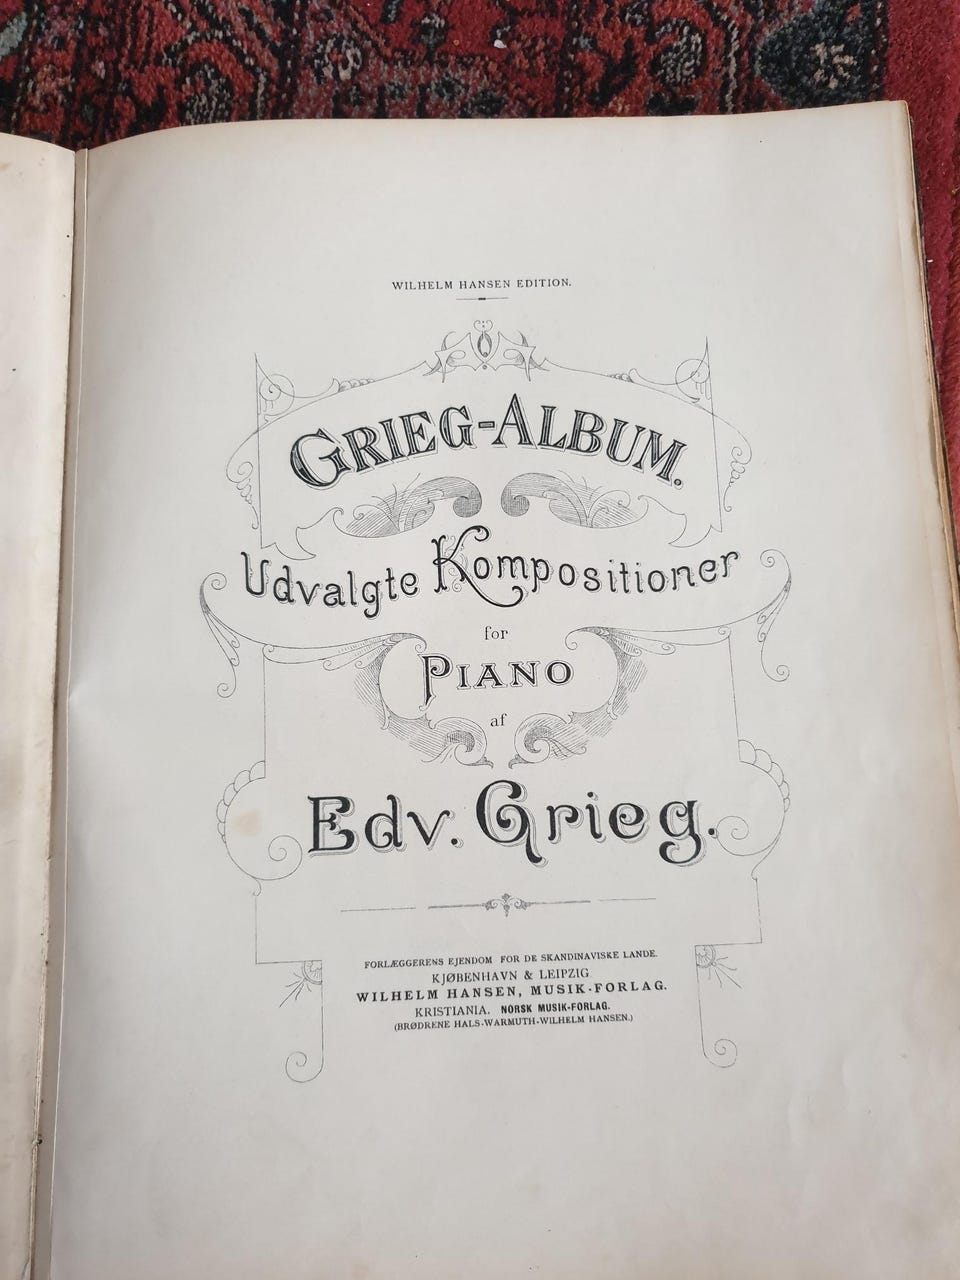 WILHELM HANSEN EDITION.
GRIEG-ALBUM.
Udvalgte Kompositioner
for
PIANO
af
Edv. Grieg.
FORLÆGGERENS EJENDOM FOR DE SKANDINAVISKE LANDE.
KJØBENHAVN & LEIPZIG
WILHELM HANSEN, MUSIK-FORLAG.
KRISTIANIA. NORSK MUSIK-FORLAG.
(BRØDRENE HALS-WARMUTH-WILHELM HANSEN.)